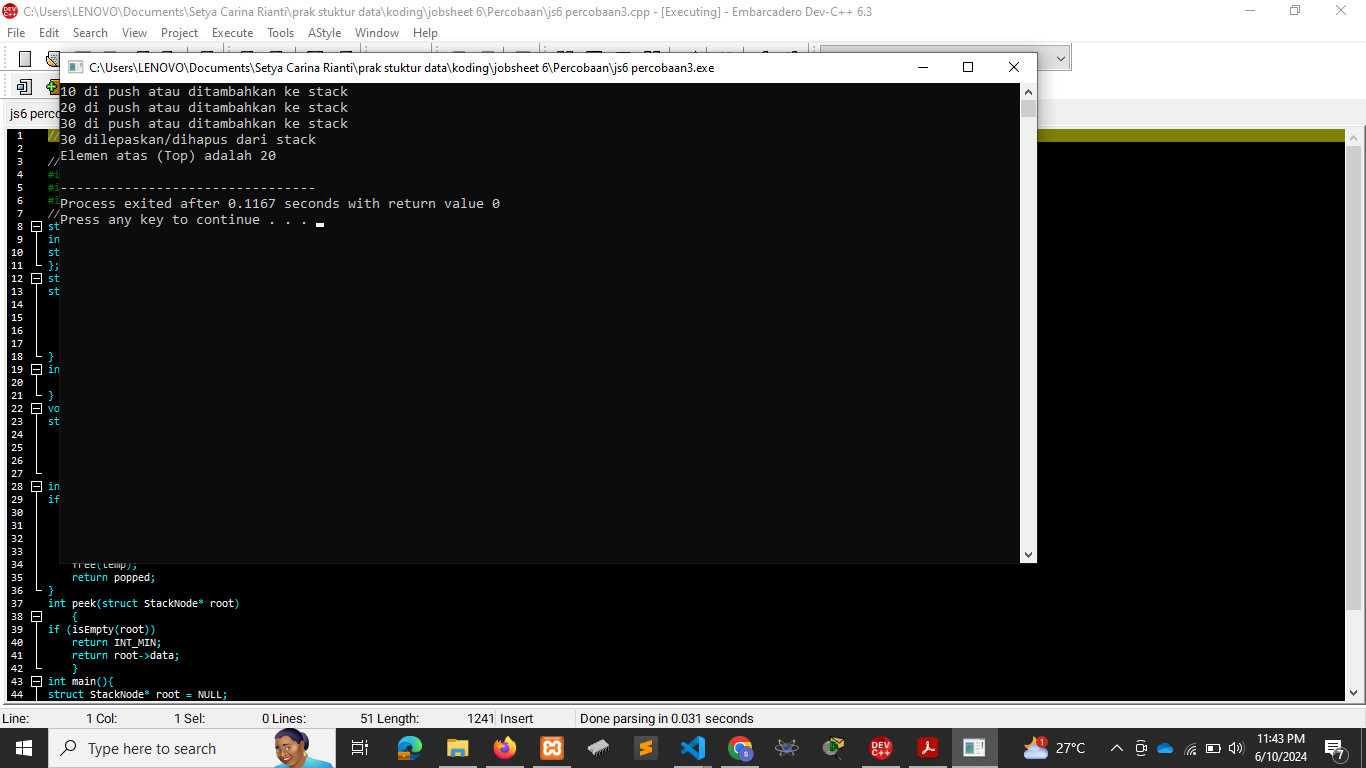 C:\Users\LENOVO\Documents\Setya Carina Rianti\prak stuktur data\koding\jobsheet 6\Percobaan\js6 percobaan3.cpp - [Executing] - Embarcadero Dev-C++ 6.3
File Edit Search View Project Execute Tools AStyle Window Help
C:\Users\LENOVO\Documents\Setya Carina Rianti\prak stuktur data\koding\jobsheet 6\Percobaan\js6 percobaan3.exe
10 di push atau ditambahkan ke stack
20 di push atau ditambahkan ke stack
30 di push atau ditambahkan ke stack
30 dilepaskan/dihapus dari stack
Elemen atas (Top) adalah 20
--------------------------------
Process exited after 0.1167 seconds with return value 0
Press any key to continue . . .
js6 perco
1 //
2
3 //
4 #i
5 #i
6 #i
7 //
8 st
9 in
10 st
11 };
12 st
13 st
14
15
16
17
18 }
19 in
20
21 }
22 vo
23 st
24
25
26
27
28 in
29 if
30
31
32
33
34 free(temp);
35 return popped;
36 }
37 int peek(struct StackNode* root)
38 {
39 if (isEmpty(root))
40 return INT_MIN;
41 return root->data;
42 }
43 int main(){
44 struct StackNode* root = NULL;
Line: 1 Col: 1 Sel: 0 Lines: 51 Length: 1241 Insert Done parsing in 0.031 seconds
Type here to search
DEV C++
1
27°C
11:43 PM
6/10/2024
7